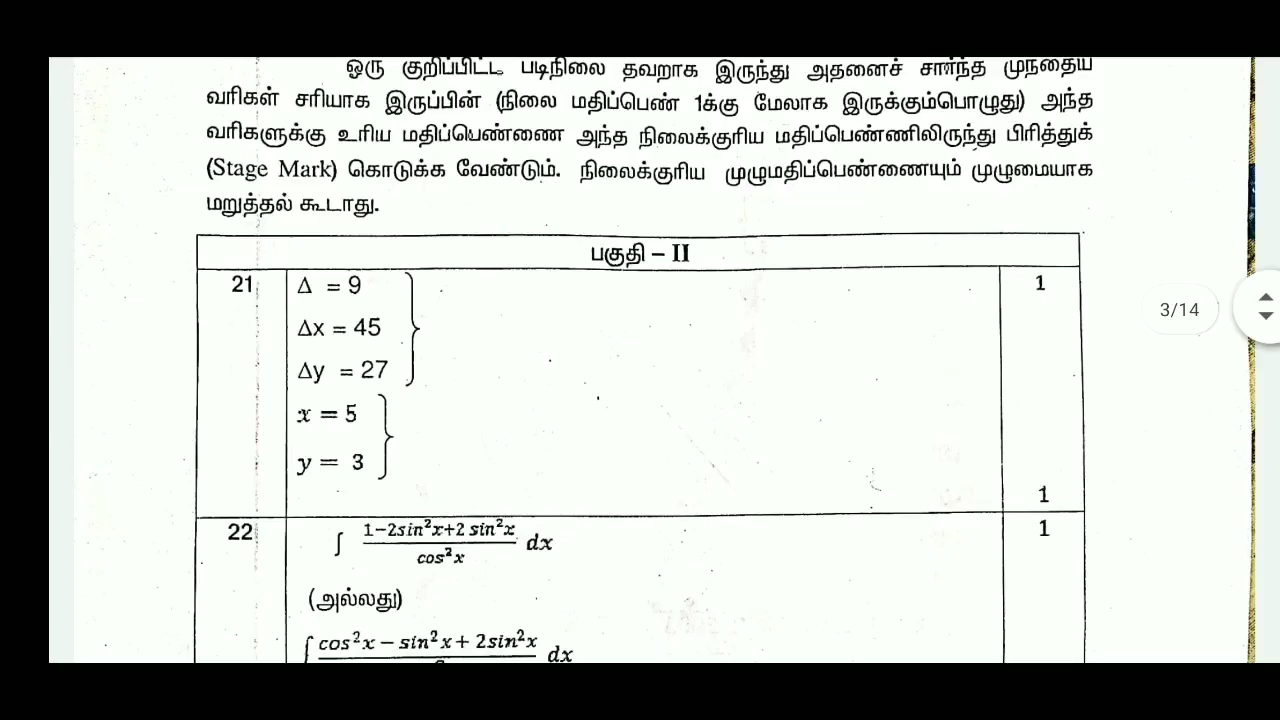 ஒரு குறிப்பிட்ட படிநிலை தவறாக இருந்து அதனைச் சார்ந்த முந்தைய
வரிகள் சரியாக இருப்பின் (நிலை மதிப்பெண் 1க்கு மேலாக இருக்கும்பொழுது) அந்த
வரிகளுக்கு உரிய மதிப்பெண்ணை அந்த நிலைக்குரிய மதிப்பெண்ணிலிருந்து பிரித்துக்
(Stage Mark) கொடுக்க வேண்டும். நிலைக்குரிய முழுமதிப்பெண்ணையும் முழுமையாக
மறுத்தல் கூடாது.
பகுதி – II
21 Δ = 9 1
Δx = 45
Δy = 27
x = 5
y = 3
1
22 ∫ (1−2sin²x+2 sin²x)/(cos²x) dx 1
(அல்லது)
∫ cos²x − sin²x + 2sin²x dx
3/14